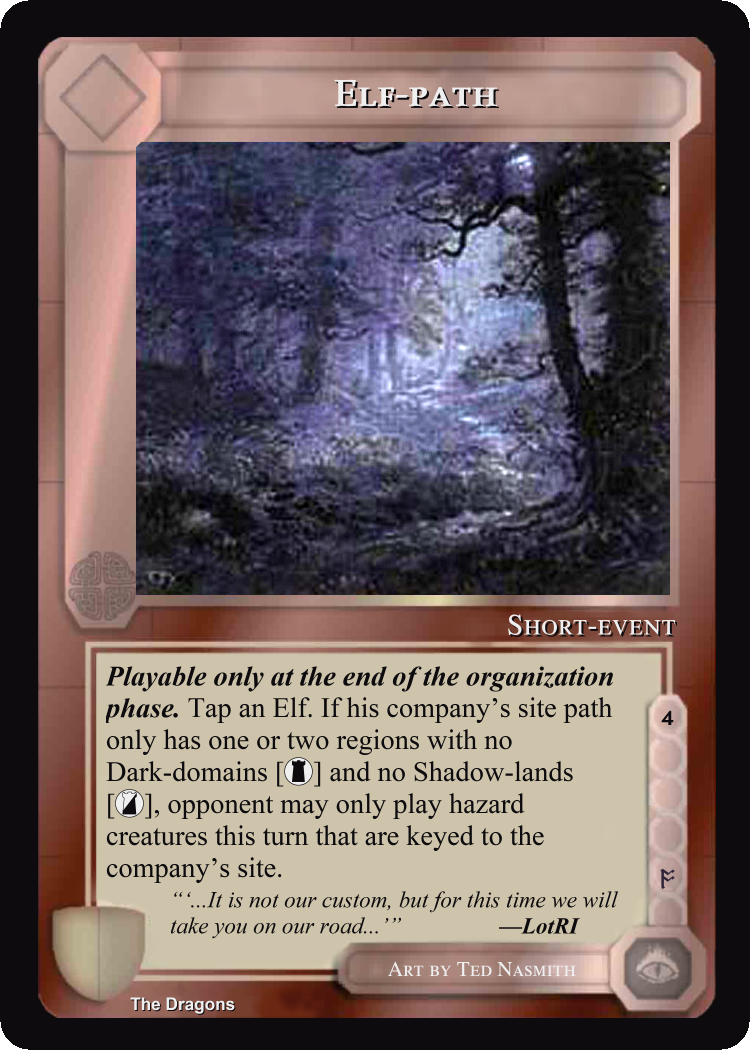 Elf-path
Short-event
Playable only at the end of the organization
phase. Tap an Elf. If his company's site path
only has one or two regions with no
Dark-domains [ ] and no Shadow-lands
[ ], opponent may only play hazard
creatures this turn that are keyed to the
company's site.
4
ᚩ
"'...It is not our custom, but for this time we will
take you on our road...'" —LotRI
Art by Ted Nasmith
The Dragons